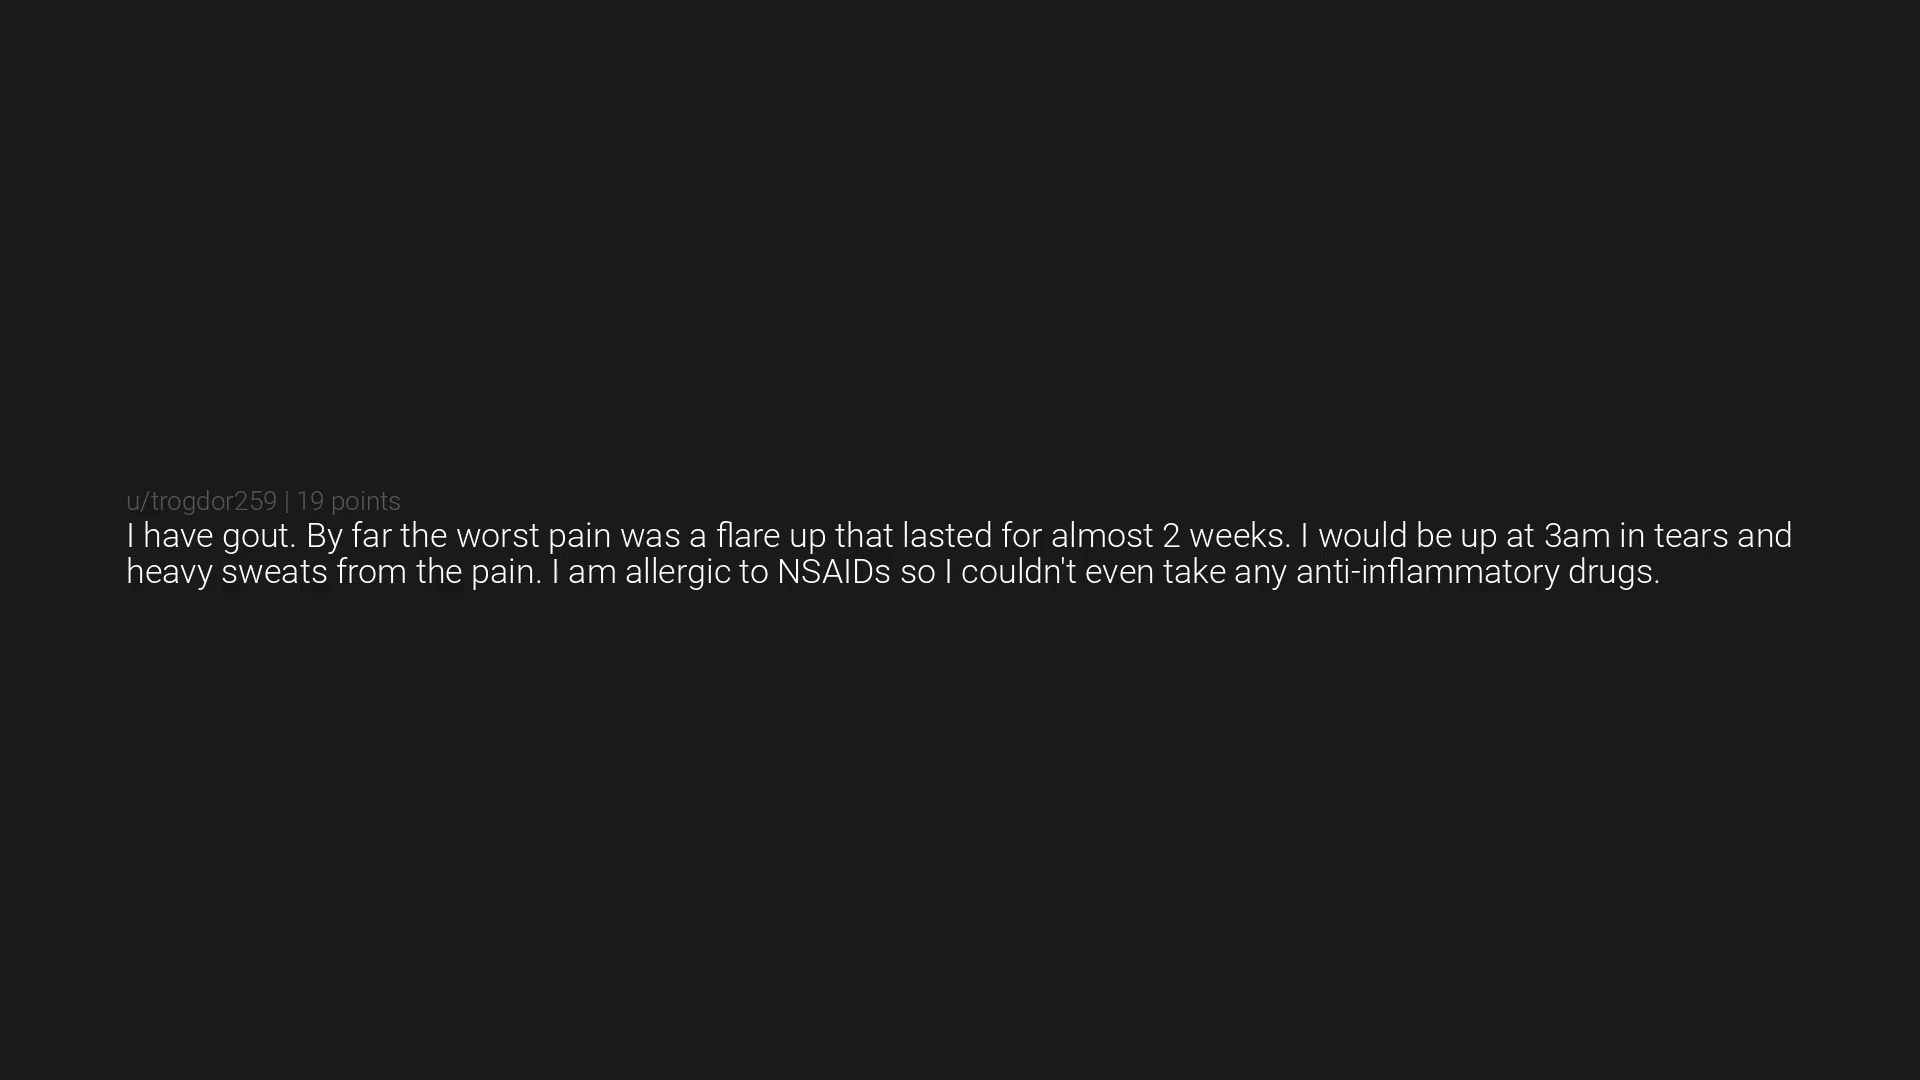 u/trogdor259 | 19 points
I have gout. By far the worst pain was a flare up that lasted for almost 2 weeks. I would be up at 3am in tears and
heavy sweats from the pain. I am allergic to NSAIDs so I couldn't even take any anti-inflammatory drugs.